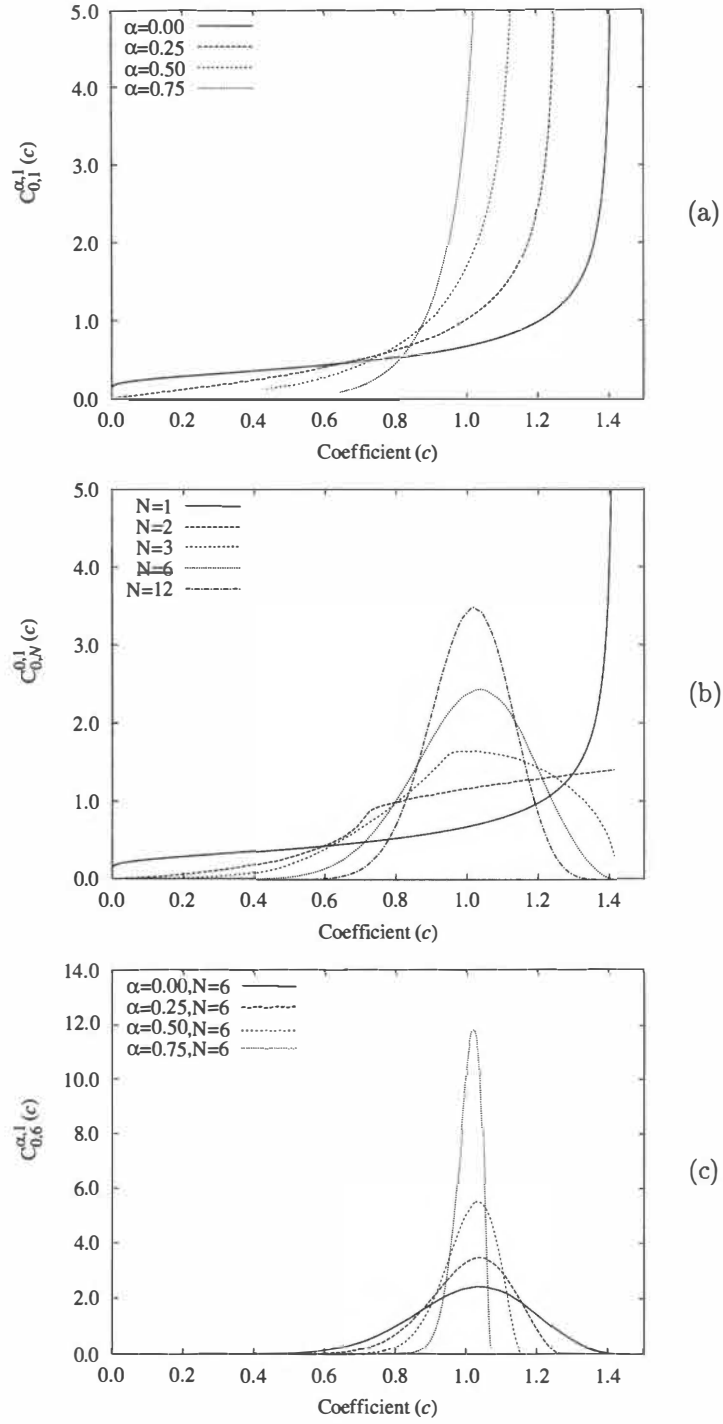 5.0
4.0
3.0
2.0
1.0
0.0
α=0.00
α=0.25
α=0.50
α=0.75
C_{0,1}^{α,1}(c)
0.0 0.2 0.4 0.6 0.8 1.0 1.2 1.4
Coefficient (c)
(a)
5.0
4.0
3.0
2.0
1.0
0.0
N=1
N=2
N=3
N=6
N=12
C_{0,N}^{0,1}(c)
0.0 0.2 0.4 0.6 0.8 1.0 1.2 1.4
Coefficient (c)
(b)
14.0
12.0
10.0
8.0
6.0
4.0
2.0
0.0
α=0.00,N=6
α=0.25,N=6
α=0.50,N=6
α=0.75,N=6
C_{0,6}^{α,1}(c)
0.0 0.2 0.4 0.6 0.8 1.0 1.2 1.4
Coefficient (c)
(c)